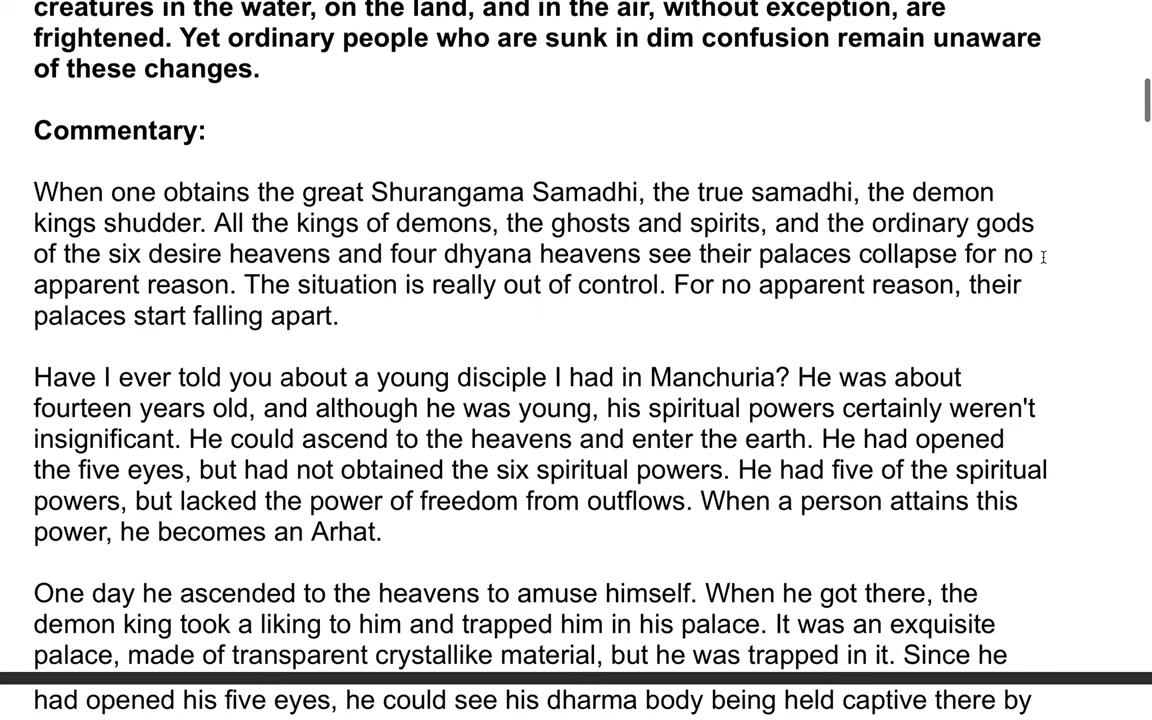 creatures in the water, on the land, and in the air, without exception, are
frightened. Yet ordinary people who are sunk in dim confusion remain unaware
of these changes.
Commentary:
When one obtains the great Shurangama Samadhi, the true samadhi, the demon
kings shudder. All the kings of demons, the ghosts and spirits, and the ordinary gods
of the six desire heavens and four dhyana heavens see their palaces collapse for no
apparent reason. The situation is really out of control. For no apparent reason, their
palaces start falling apart.
Have I ever told you about a young disciple I had in Manchuria? He was about
fourteen years old, and although he was young, his spiritual powers certainly weren't
insignificant. He could ascend to the heavens and enter the earth. He had opened
the five eyes, but had not obtained the six spiritual powers. He had five of the spiritual
powers, but lacked the power of freedom from outflows. When a person attains this
power, he becomes an Arhat.
One day he ascended to the heavens to amuse himself. When he got there, the
demon king took a liking to him and trapped him in his palace. It was an exquisite
palace, made of transparent crystallike material, but he was trapped in it. Since he
had opened his five eyes, he could see his dharma body being held captive there by